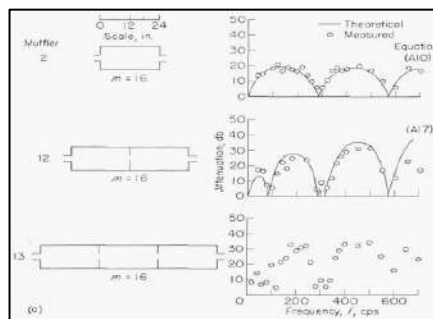 0 12 24
Scale, in.
Muffler
2
m = 16
50
40
30
20
10
0
Theoretical
Measured
Equation
(A10)
12
m = 16
Attenuation, db
50
40
30
20
10
0
(A17)
13
m = 16
50
40
30
20
10
0
200
400
600
Frequency, f, cps
(a)